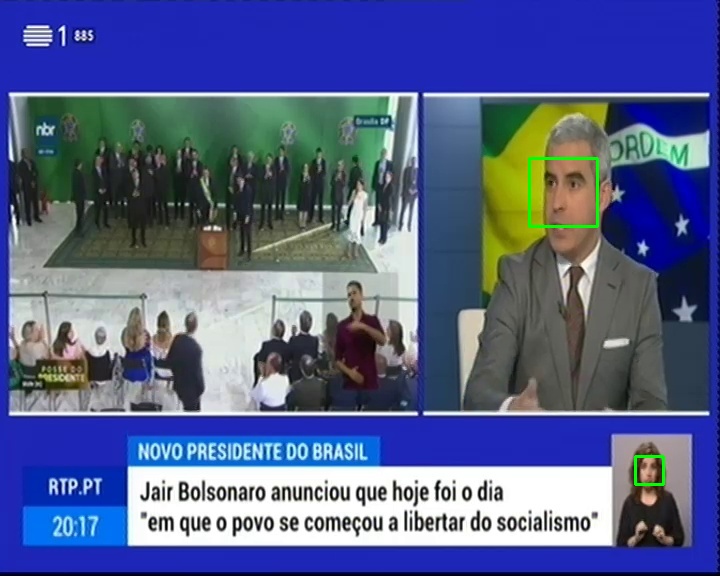 1 885
nbr
Brasília DF
ORDEM
POSSE DO
PRESIDENTE
NOVO PRESIDENTE DO BRASIL
RTP.PT
Jair Bolsonaro anunciou que hoje foi o dia
20:17
"em que o povo se começou a libertar do socialismo"